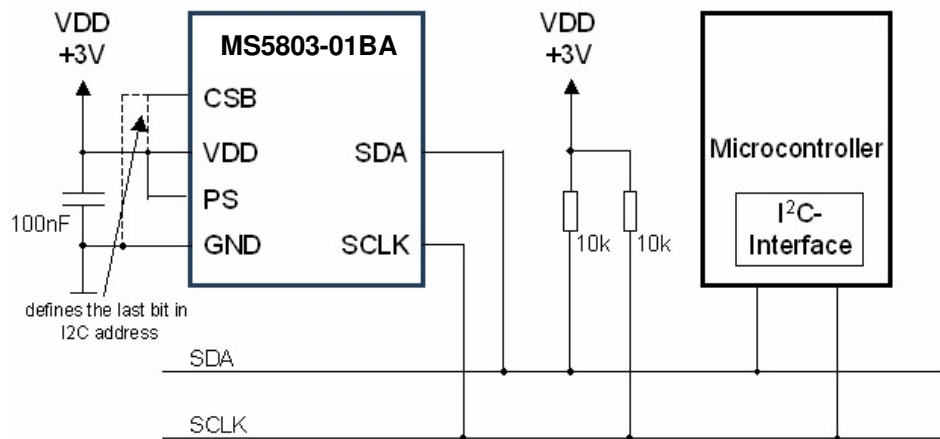 VDD
+3V
MS5803-01BA
CSB
VDD
PS
GND
SDA
SCLK
100nF
defines the last bit in
I2C address
VDD
+3V
10k
10k
Microcontroller
I²C-
Interface
SDA
SCLK